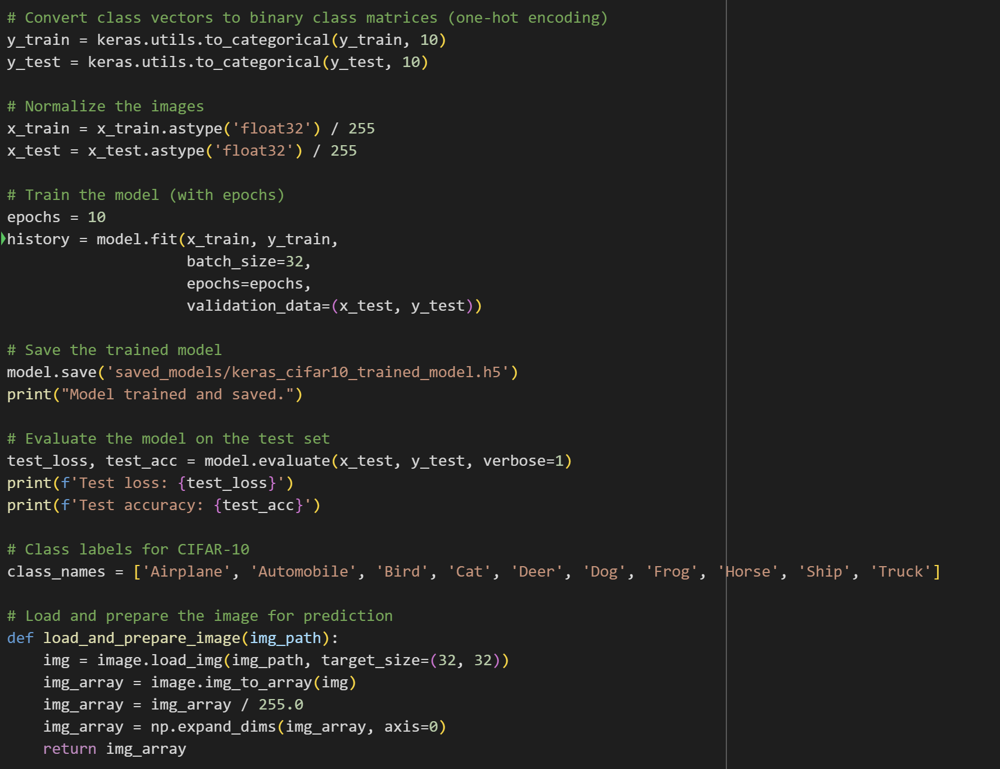 # Convert class vectors to binary class matrices (one-hot encoding)
y_train = keras.utils.to_categorical(y_train, 10)
y_test = keras.utils.to_categorical(y_test, 10)

# Normalize the images
x_train = x_train.astype('float32') / 255
x_test = x_test.astype('float32') / 255

# Train the model (with epochs)
epochs = 10
history = model.fit(x_train, y_train,
                    batch_size=32,
                    epochs=epochs,
                    validation_data=(x_test, y_test))

# Save the trained model
model.save('saved_models/keras_cifar10_trained_model.h5')
print("Model trained and saved.")

# Evaluate the model on the test set
test_loss, test_acc = model.evaluate(x_test, y_test, verbose=1)
print(f'Test loss: {test_loss}')
print(f'Test accuracy: {test_acc}')

# Class labels for CIFAR-10
class_names = ['Airplane', 'Automobile', 'Bird', 'Cat', 'Deer', 'Dog', 'Frog', 'Horse', 'Ship', 'Truck']

# Load and prepare the image for prediction
def load_and_prepare_image(img_path):
    img = image.load_img(img_path, target_size=(32, 32))
    img_array = image.img_to_array(img)
    img_array = img_array / 255.0
    img_array = np.expand_dims(img_array, axis=0)
    return img_array